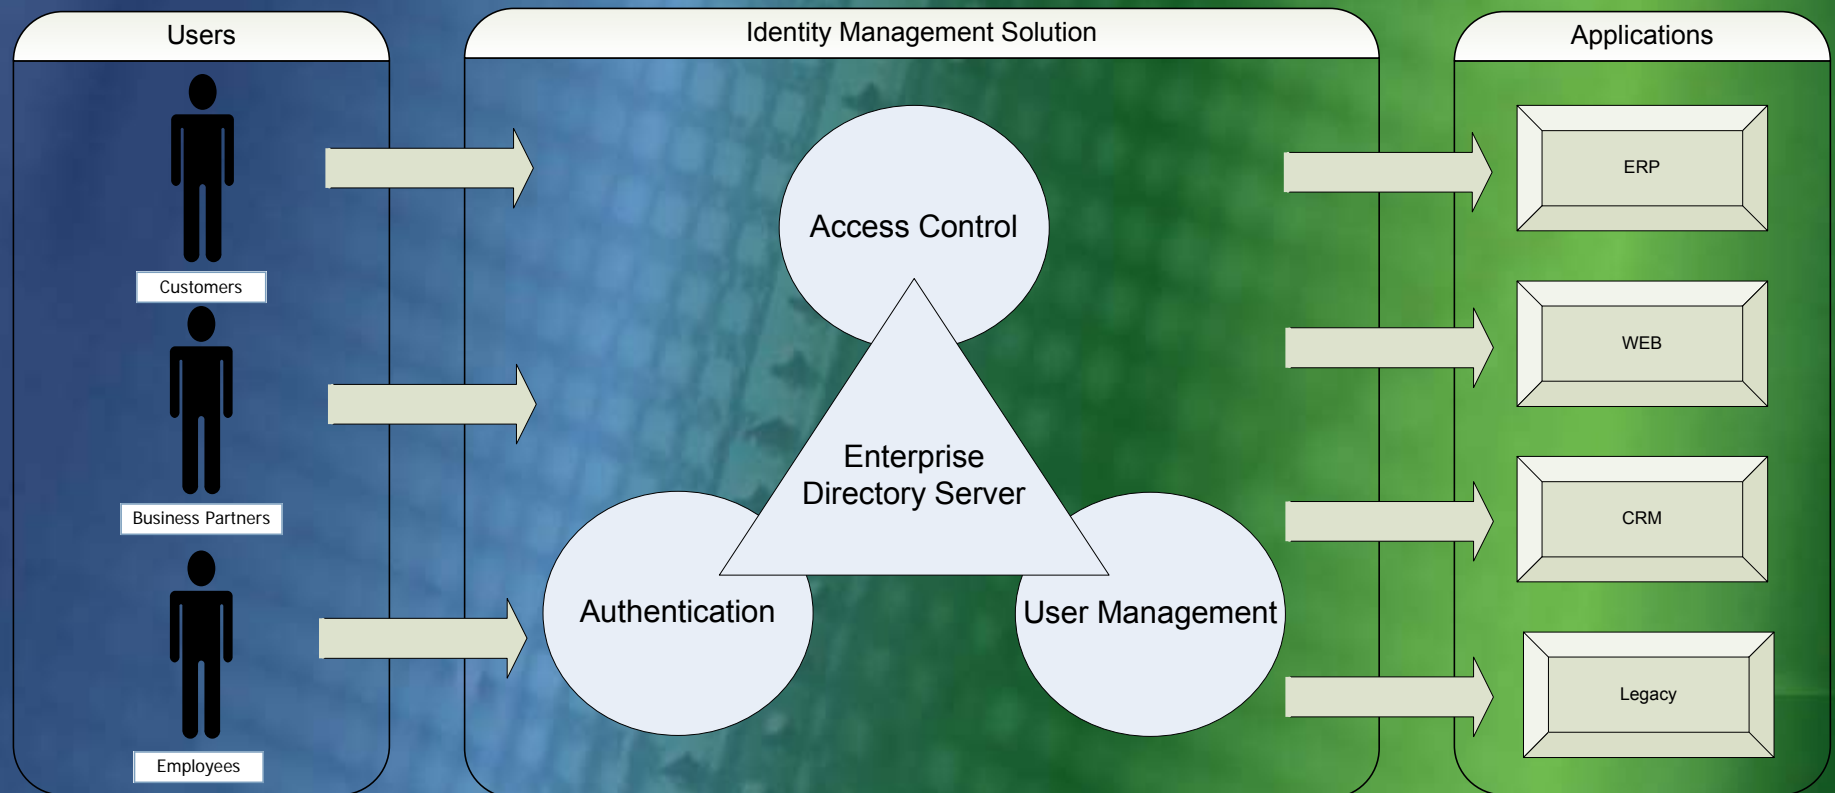 Users
Identity Management Solution
Applications
Customers
Business Partners
Employees
Access Control
Enterprise
Directory Server
Authentication
User Management
ERP
WEB
CRM
Legacy